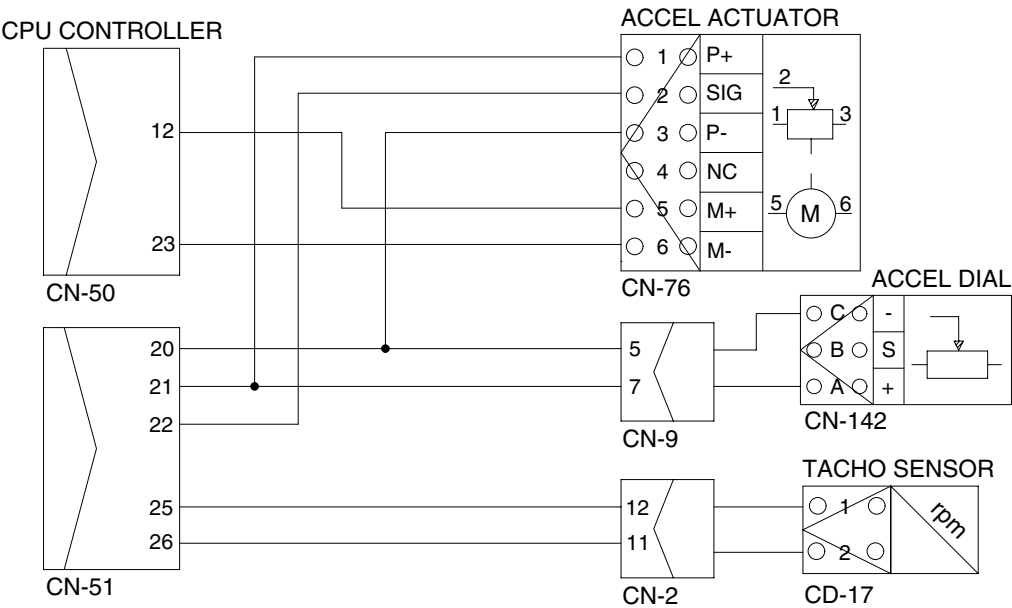 ACCEL ACTUATOR
CPU CONTROLLER
1 P+
2 SIG
3 P-
4 NC
5 M+
6 M-
2
1 3
5 M 6
12
23
CN-50
CN-76
ACCEL DIAL
C -
B S
A +
CN-142
20
21
22
5
7
CN-9
TACHO SENSOR
25
26
12
11
1
2
rpm
CN-51
CN-2
CD-17